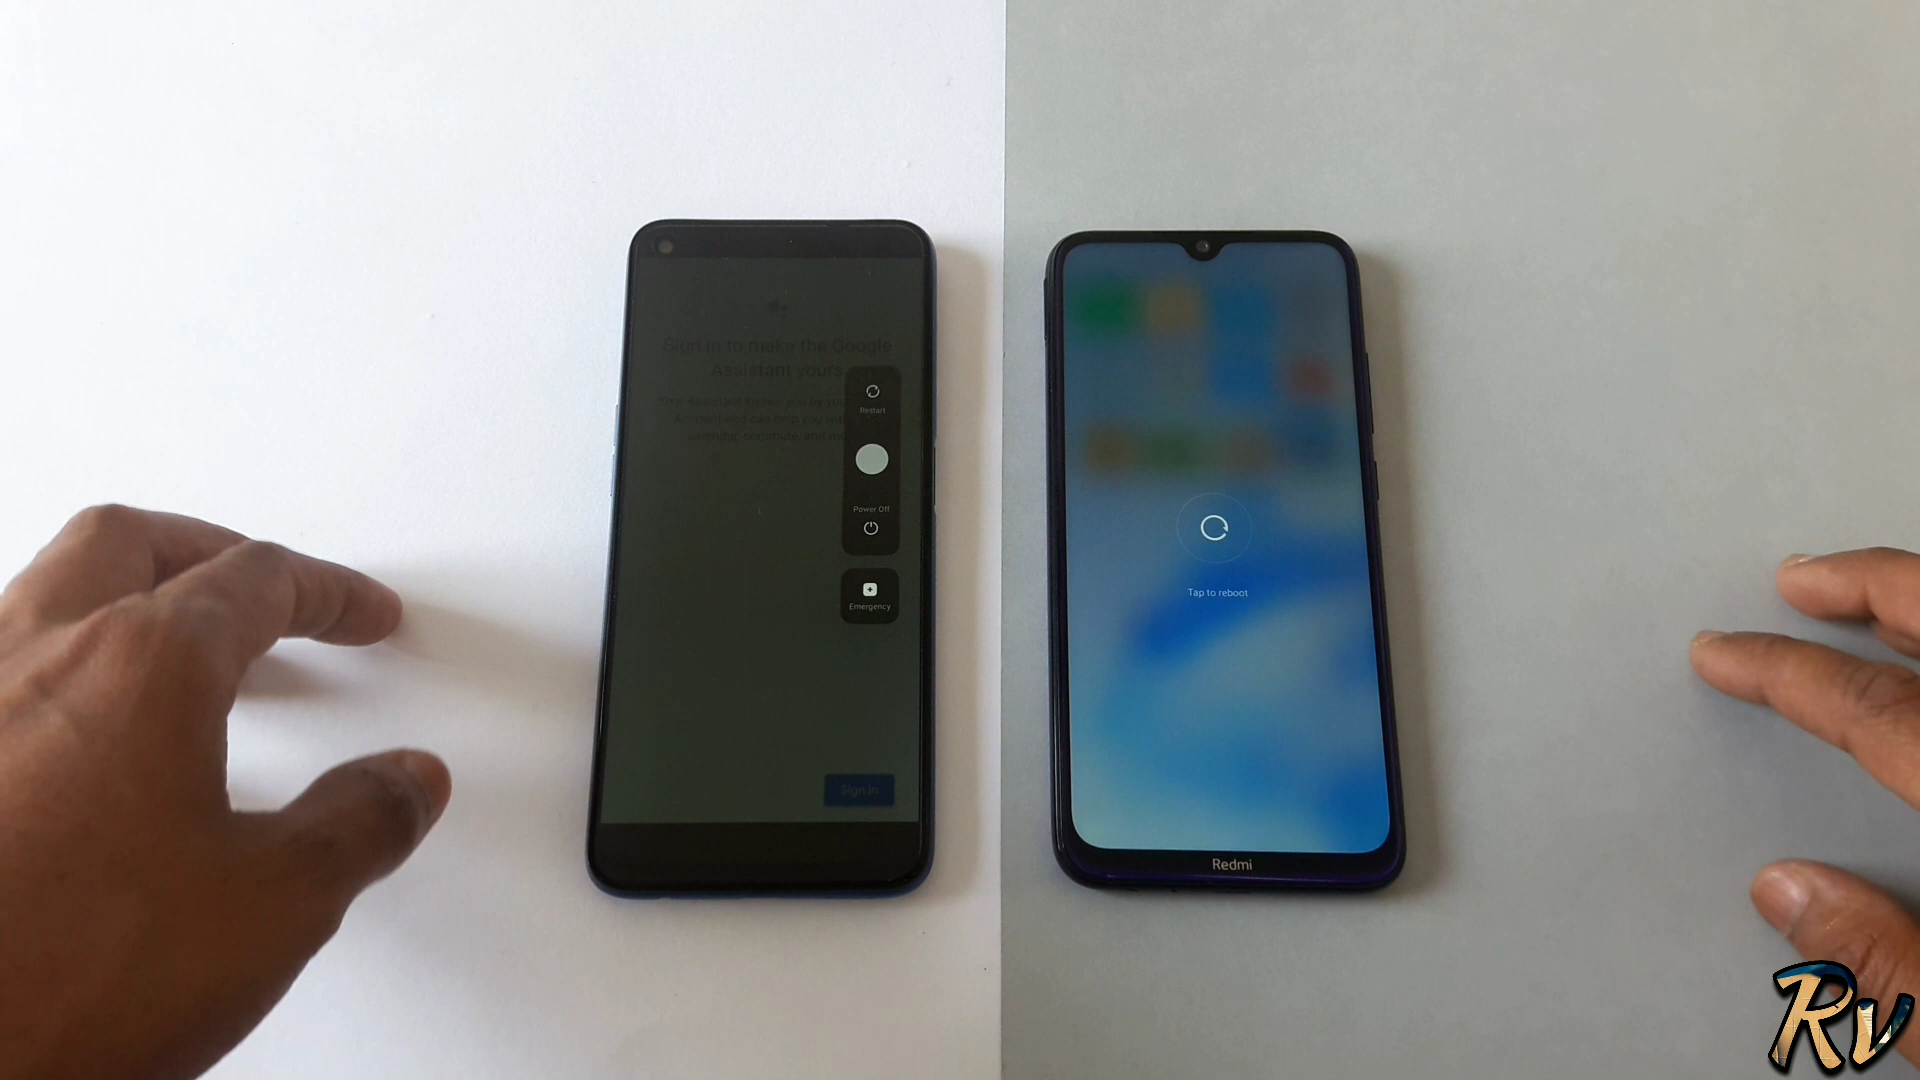 Sign in to make the Google
Assistant yours
Restart
Power Off
Emergency
Sign in
Tap to reboot
Redmi
Rv